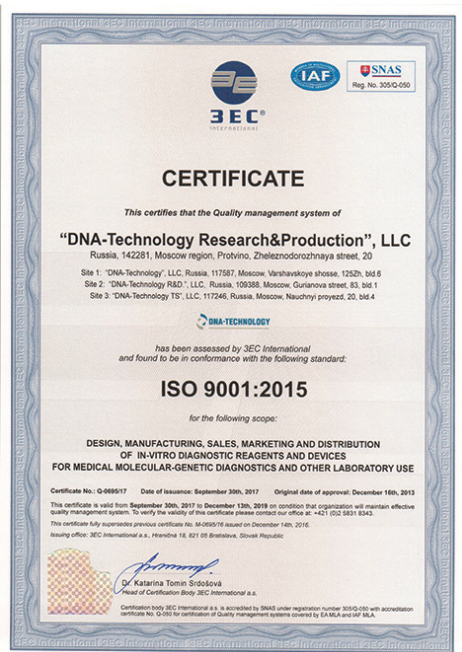 3EC International 3EC International 3EC International 3EC International
3EC®
international
IAF
SNAS
Reg. No. 305/Q-050
CERTIFICATE
This certifies that the Quality management system of
“DNA-Technology Research&Production”, LLC
Russia, 142281, Moscow region, Protvino, Zheleznodorozhnaya street, 20
Site 1: “DNA-Technology”, LLC, Russia, 117587, Moscow, Varshavskoye shosse, 125Zh, bld.6
Site 2: “DNA-Technology R&D.”, LLC, Russia, 109388, Moscow, Gurianova street, 83, bld.1
Site 3: “DNA-Technology TS”, LLC, 117246, Russia, Moscow, Nauchnyi proyezd, 20, bld.4
DNA-TECHNOLOGY
has been assessed by 3EC International
and found to be in conformance with the following standard:
ISO 9001:2015
for the following scope:
DESIGN, MANUFACTURING, SALES, MARKETING AND DISTRIBUTION
OF IN-VITRO DIAGNOSTIC REAGENTS AND DEVICES
FOR MEDICAL MOLECULAR-GENETIC DIAGNOSTICS AND OTHER LABORATORY USE
Certificate No.: Q-0695/17 Date of issuance: September 30th, 2017 Original date of approval: December 16th, 2013
This certificate is valid from September 30th, 2017 to December 13th, 2019 on condition that organization will maintain effective
quality management system. To verify the validity of this certificate please contact our office at: +421 (0)2 5831 8343.
This certificate fully supersedes previous certificate No. M-0695/16 issued on December 14th, 2016.
Issuing office: 3EC International a.s., Hraničná 18, 821 05 Bratislava, Slovak Republic
Dr. Katarína Tomin Srdošová
Head of Certification Body 3EC International a.s.
Certification body 3EC International a.s. is accredited by SNAS under registration number 305/Q-050 with accreditation
certificate No. Q-050 for certification of Quality management systems covered by EA MLA and IAF MLA.